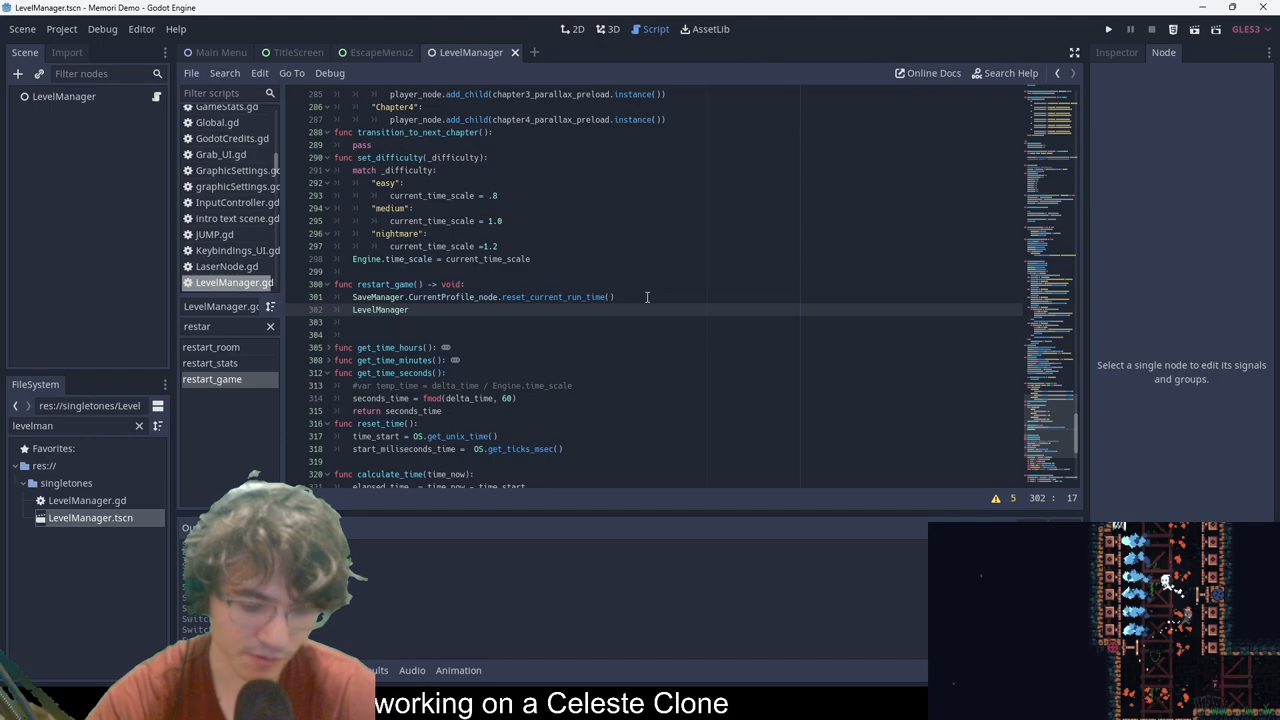 LevelManager.tscn - Memori Demo - Godot Engine
Scene Project Debug Editor Help
2D 3D Script AssetLib
GLES3
Scene Import
Filter nodes
LevelManager
Main Menu TitleScreen EscapeMenu2 LevelManager
File Search Edit Go To Debug
Online Docs Search Help
Inspector Node
Filter scripts
GameStats.gd
Global.gd
GodotCredits.gd
Grab_UI.gd
GraphicSettings.gd
graphicSettings.gd
InputController.gd
intro text scene.gd
JUMP.gd
Keybinding_UI.gd
LaserNode.gd
LevelManager.gd
LevelManager.gd
restar
restart_room
restart_stats
restart_game
285 player_node.add_child(chapter3_parallax_preload.instance())
286 "Chapter4":
287 player_node.add_child(chapter4_parallax_preload.instance())
288 func transition_to_next_chapter():
289 pass
290 func set_difficulty(_difficulty):
291 match _difficulty:
292 "easy":
293 current_time_scale = .8
294 "medium":
295 current_time_scale = 1.0
296 "nightmore":
297 current_time_scale =1.2
298 Engine.time_scale = current_time_scale
299
300 func restart_game() -> void:
301 SaveManager.CurrentProfile_node.reset_current_run_time()
302 LevelManager
303
305 func get_time_hours():
308 func get_time_minutes():
312 func get_time_seconds():
313 var temp_time = delta_time / Engine.time_scale
314 seconds_time = fmod(delta_time, 60)
315 return seconds_time
316 func reset_time():
317 time_start = OS.get_unix_time()
318 OS.get_ticks_msec()
319
320 func calculate_time(time_now):
elapsed_time = time_now - time_start
5 302 : 17
Select a single node to edit its signals
and groups.
FileSystem
res://singletones/Level
levelman
Favorites:
res://
singletones
LevelManager.gd
LevelManager.tscn
Audio Animation
working on a Celeste Clone